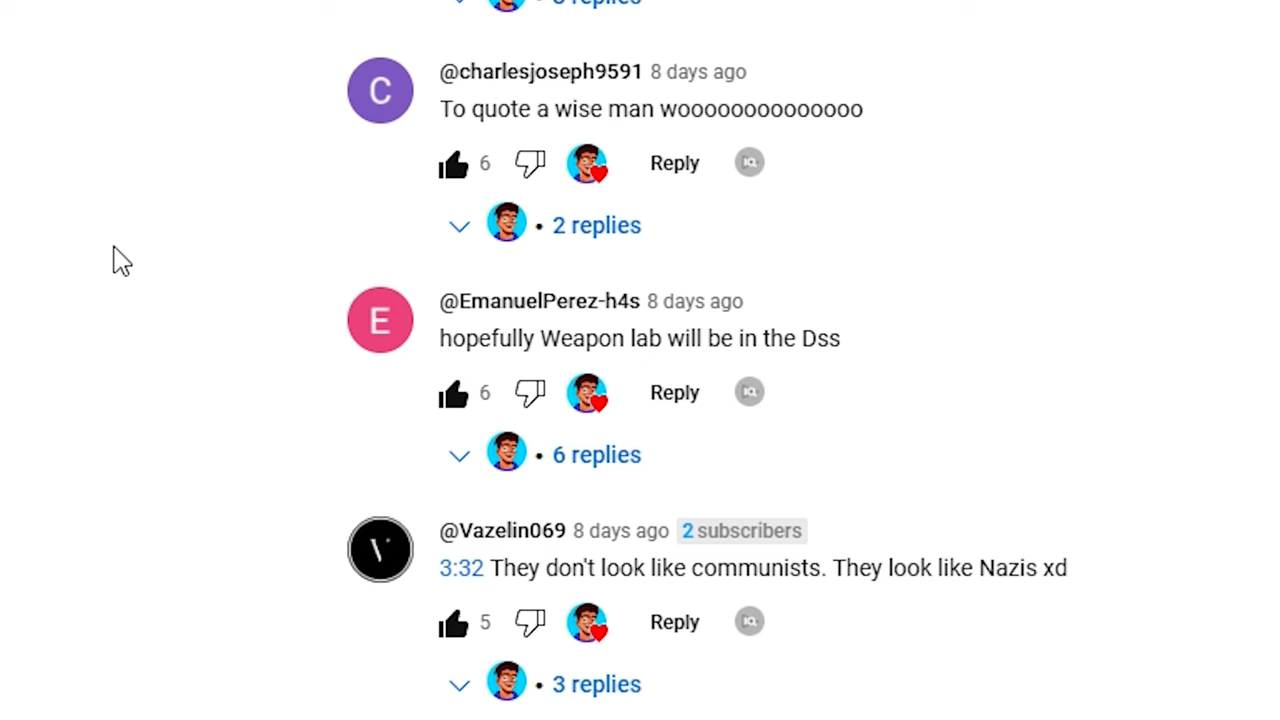 @charlesjoseph9591 8 days ago
To quote a wise man woooooooooooooo
6 Reply
• 2 replies
@EmanuelPerez-h4s 8 days ago
hopefully Weapon lab will be in the Dss
6 Reply
• 6 replies
@Vazelin069 8 days ago 2 subscribers
3:32 They don't look like communists. They look like Nazis xd
5 Reply
• 3 replies